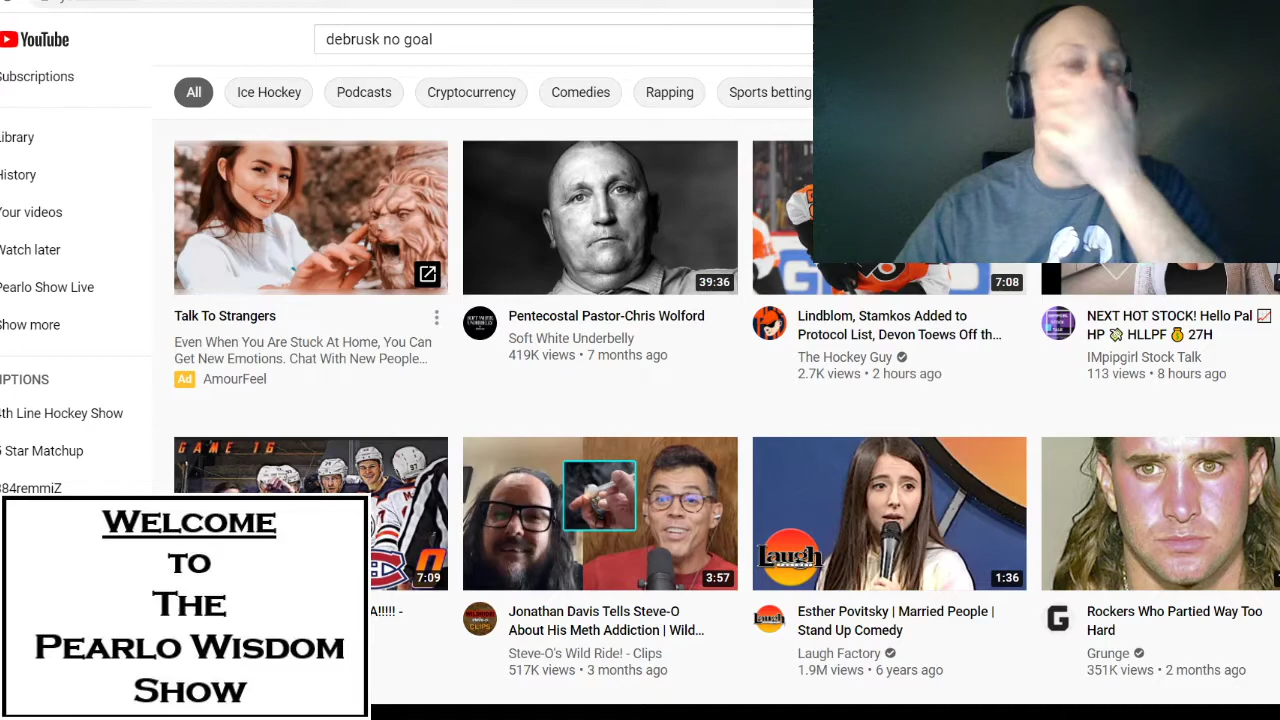 YouTube
debrusk no goal
Subscriptions
Library
History
Your videos
Watch later
Pearlo Show Live
Show more
4th Line Hockey Show
5 Star Matchup
All
Ice Hockey
Podcasts
Cryptocurrency
Comedies
Rapping
Sports betting
39:36
7:08
Talk To Strangers
Even When You Are Stuck At Home, You Can
Get New Emotions. Chat With New People…
Ad AmourFeel
Pentecostal Pastor-Chris Wolford
Soft White Underbelly
419K views • 7 months ago
Lindblom, Stamkos Added to
Protocol List, Devon Toews Off th…
The Hockey Guy
2.7K views • 2 hours ago
NEXT HOT STOCK! Hello Pal
HP HLLPF 27H
IMpipgirl Stock Talk
113 views • 8 hours ago
GAME 16
7:09
3:57
Laugh
Factory
1:36
Jonathan Davis Tells Steve-O
About His Meth Addiction | Wild…
Steve-O's Wild Ride! - Clips
517K views • 3 months ago
Esther Povitsky | Married People |
Stand Up Comedy
Laugh Factory
1.9M views • 6 years ago
Rockers Who Partied Way Too
Hard
Grunge
351K views • 2 months ago
Welcome
to
The
Pearlo Wisdom
Show